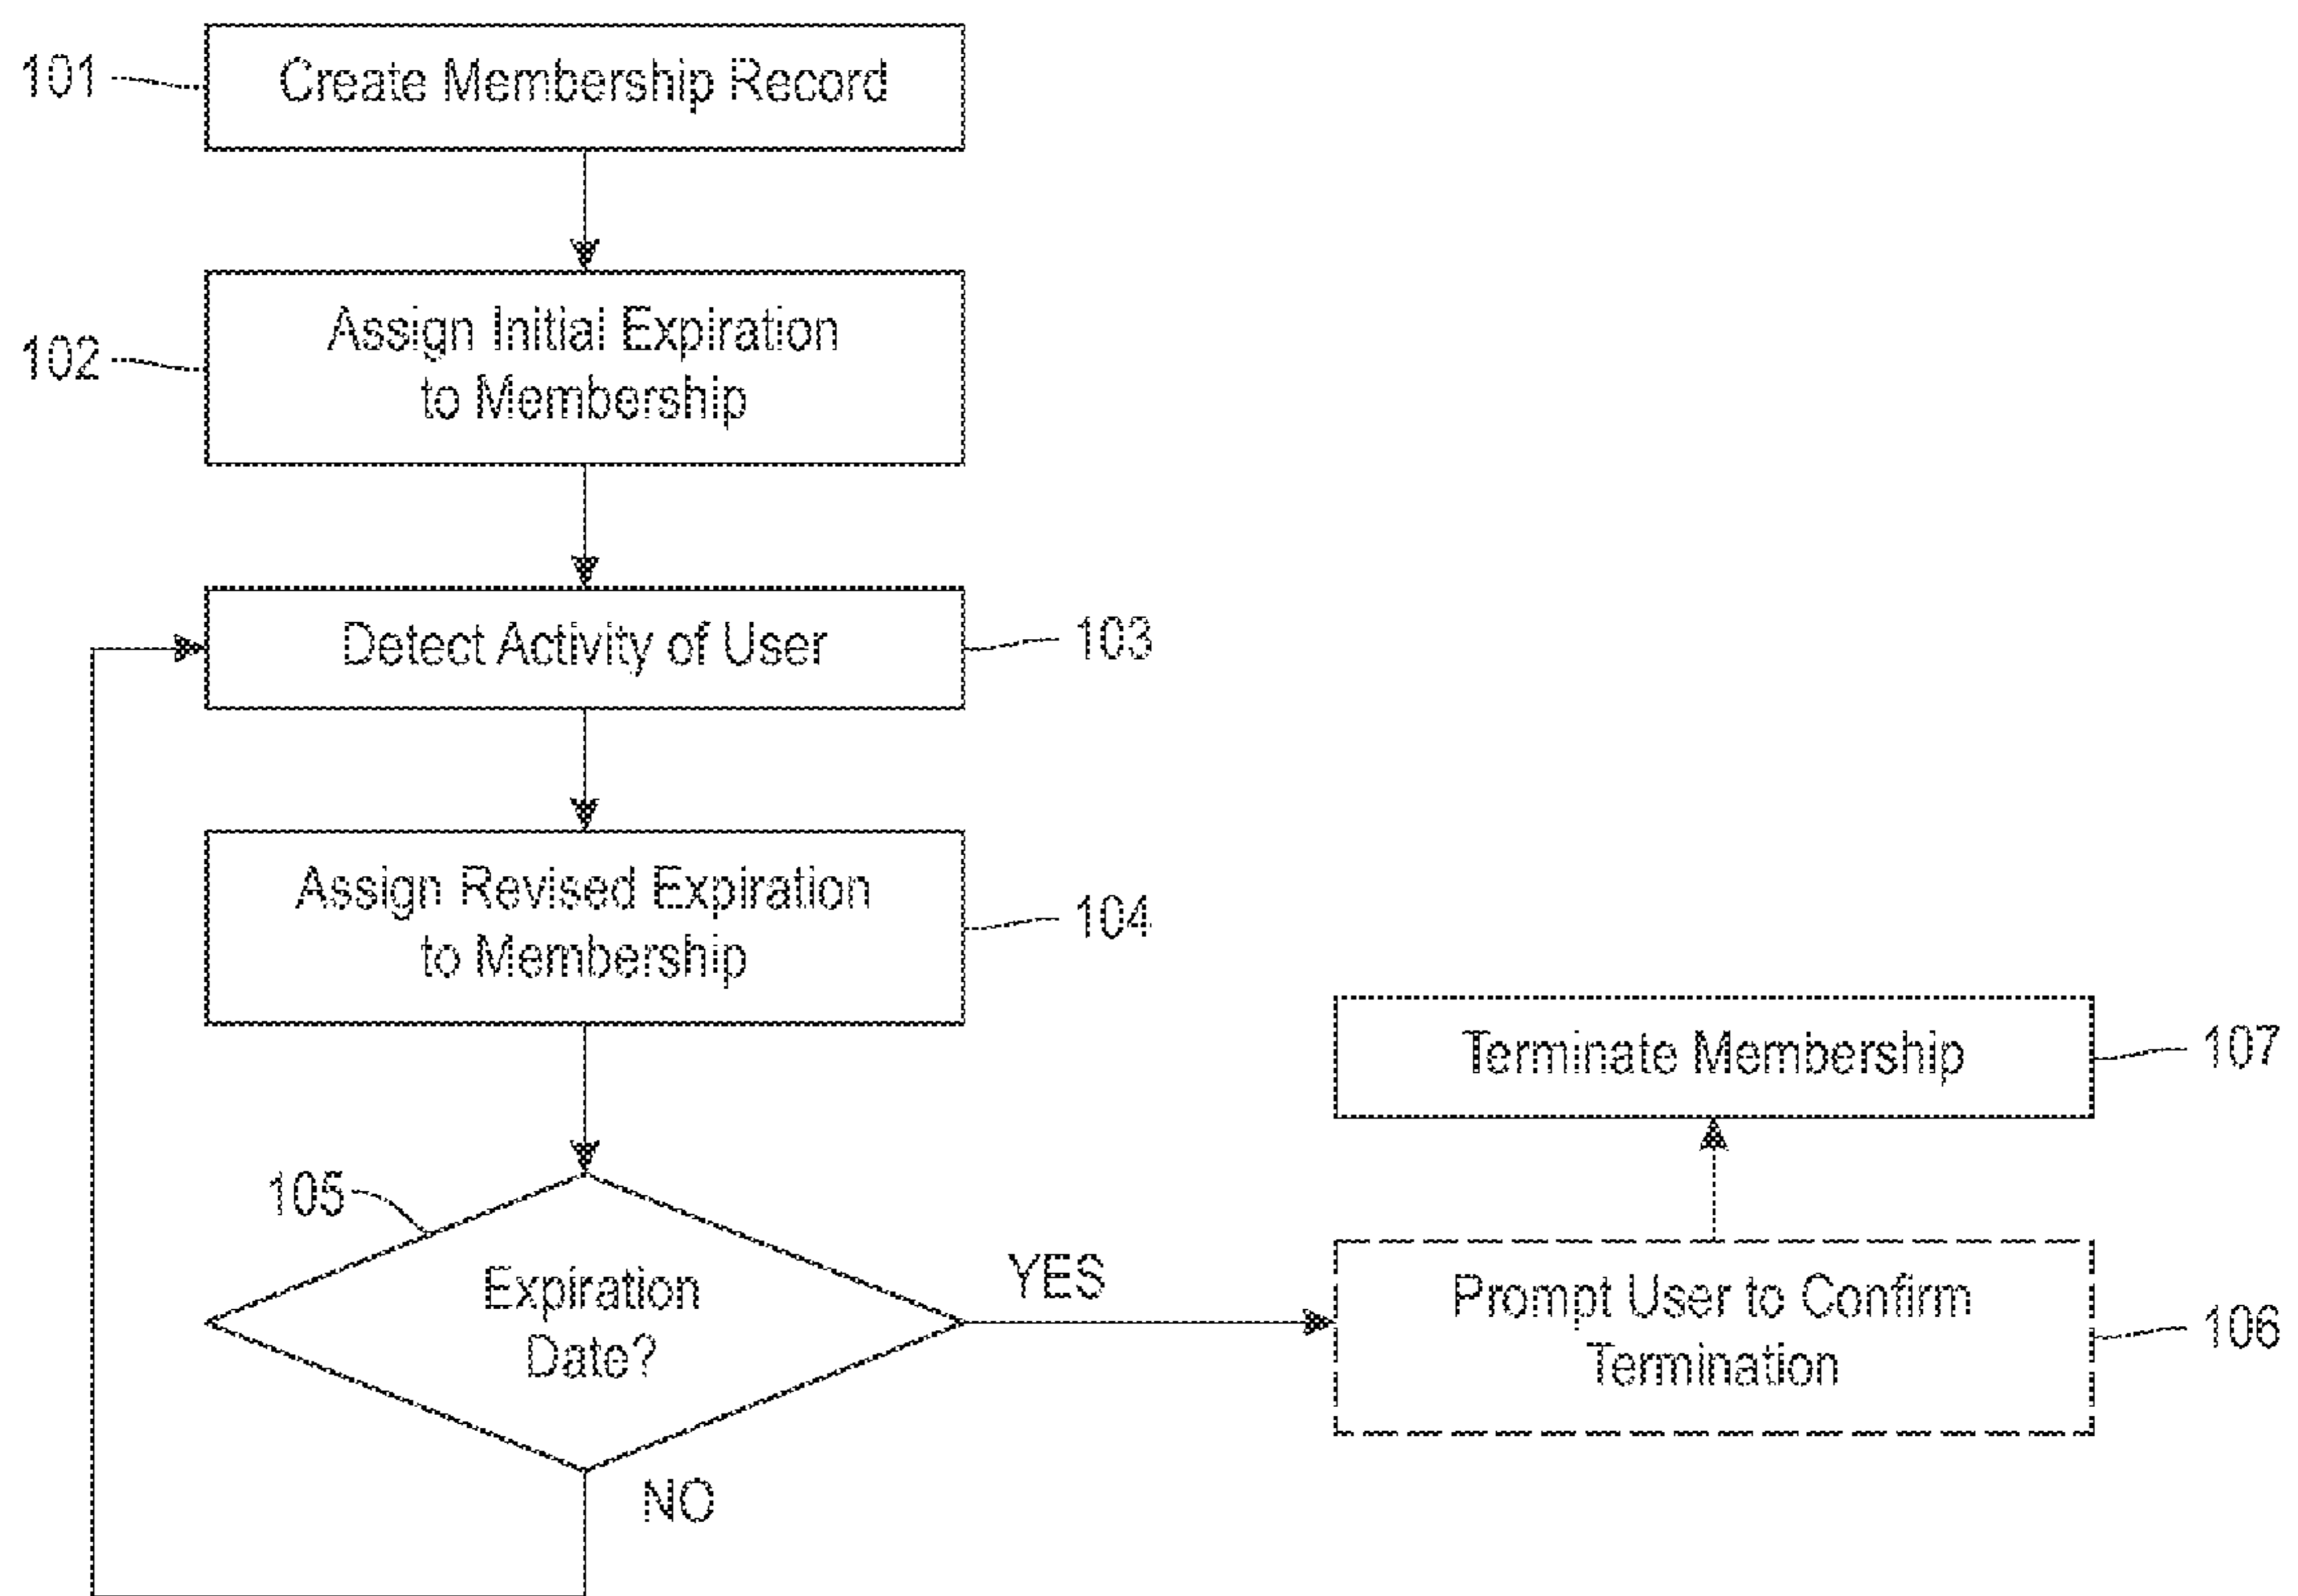 101
Create Membership Record
102
Assign Initial Expiration
to Membership
Detect Activity of User
103
Assign Revised Expiration
to Membership
104
Terminate Membership
107
105
Expiration
Date?
YES
Prompt User to Confirm
Termination
106
NO